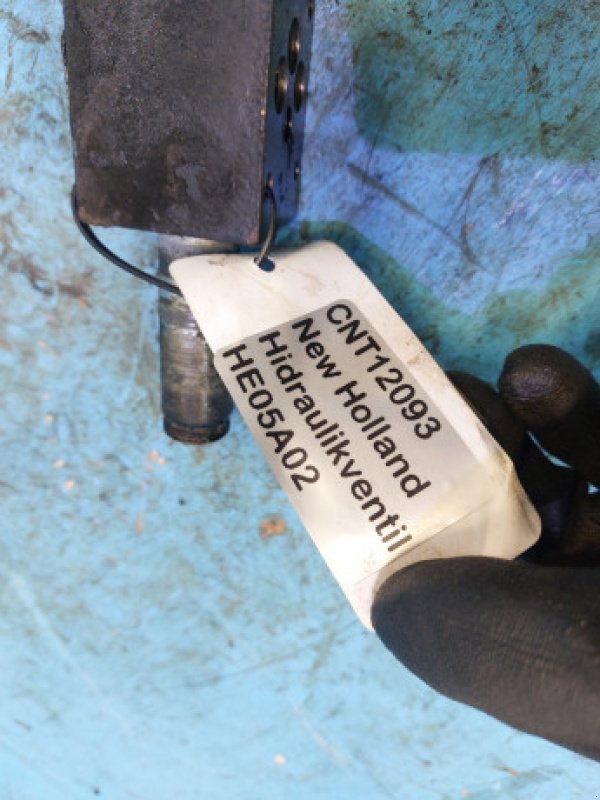 CNT12093
New Holland
Hidraulikventil
HE05A02